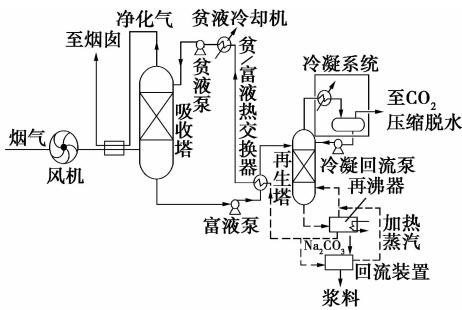 净化气
贫液冷却机
至烟囱
贫液泵
贫/富液热交换器
冷凝系统
至CO2
压缩脱水
吸收塔
烟气
风机
冷凝回流泵
再生塔
再沸器
富液泵
加热
蒸汽
Na2CO3
回流装置
浆料